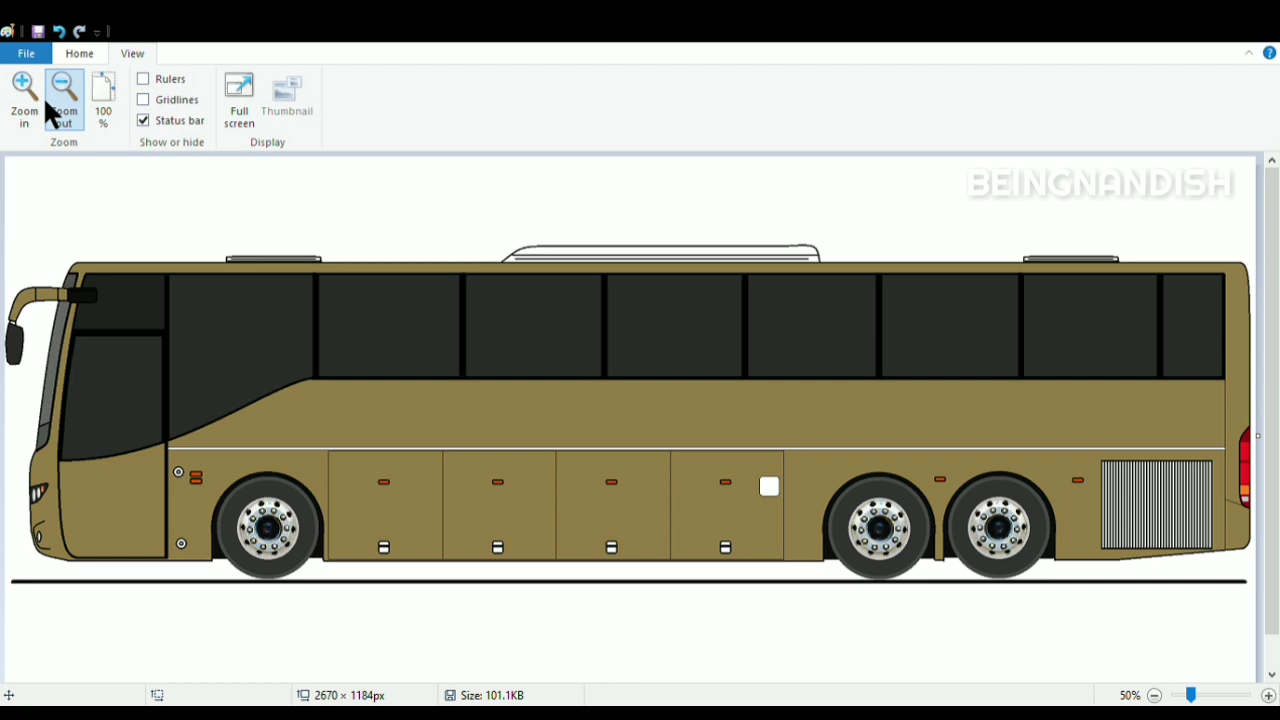 File Home View
Zoom in
Zoom out
100 %
Rulers
Gridlines
Status bar
Full screen
Thumbnail
Zoom
Show or hide
Display
BEINGNANDISH
2670 × 1184px
Size: 101.1KB
50%